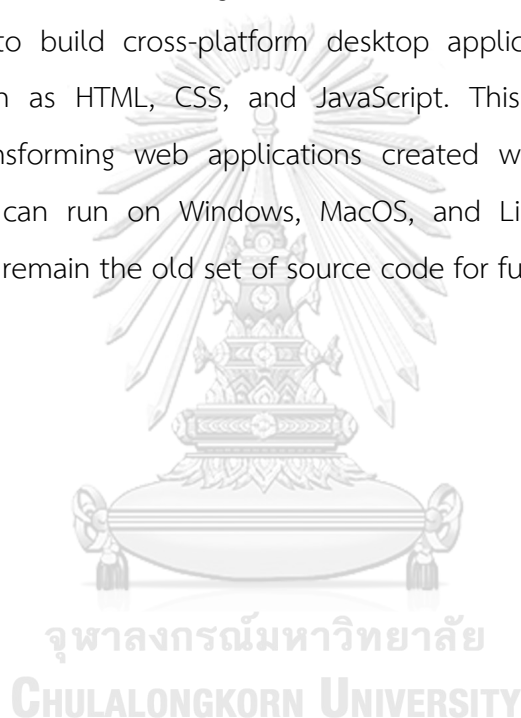 to build cross-platform desktop applic
n as HTML, CSS, and JavaScript. This
nsforming web applications created w
can run on Windows, MacOS, and Li
remain the old set of source code for fu
จุฬาลงกรณ์มหาวิทยาลัย
CHULALONGKORN UNIVERSITY